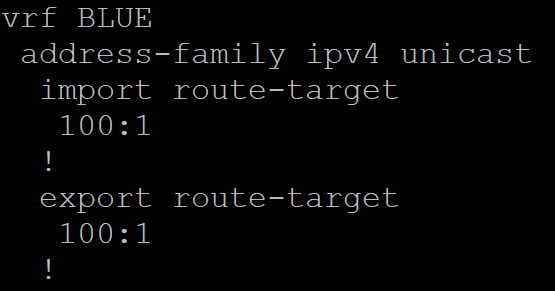 vrf BLUE
 address-family ipv4 unicast
  import route-target
   100:1
  !
  export route-target
   100:1
  !